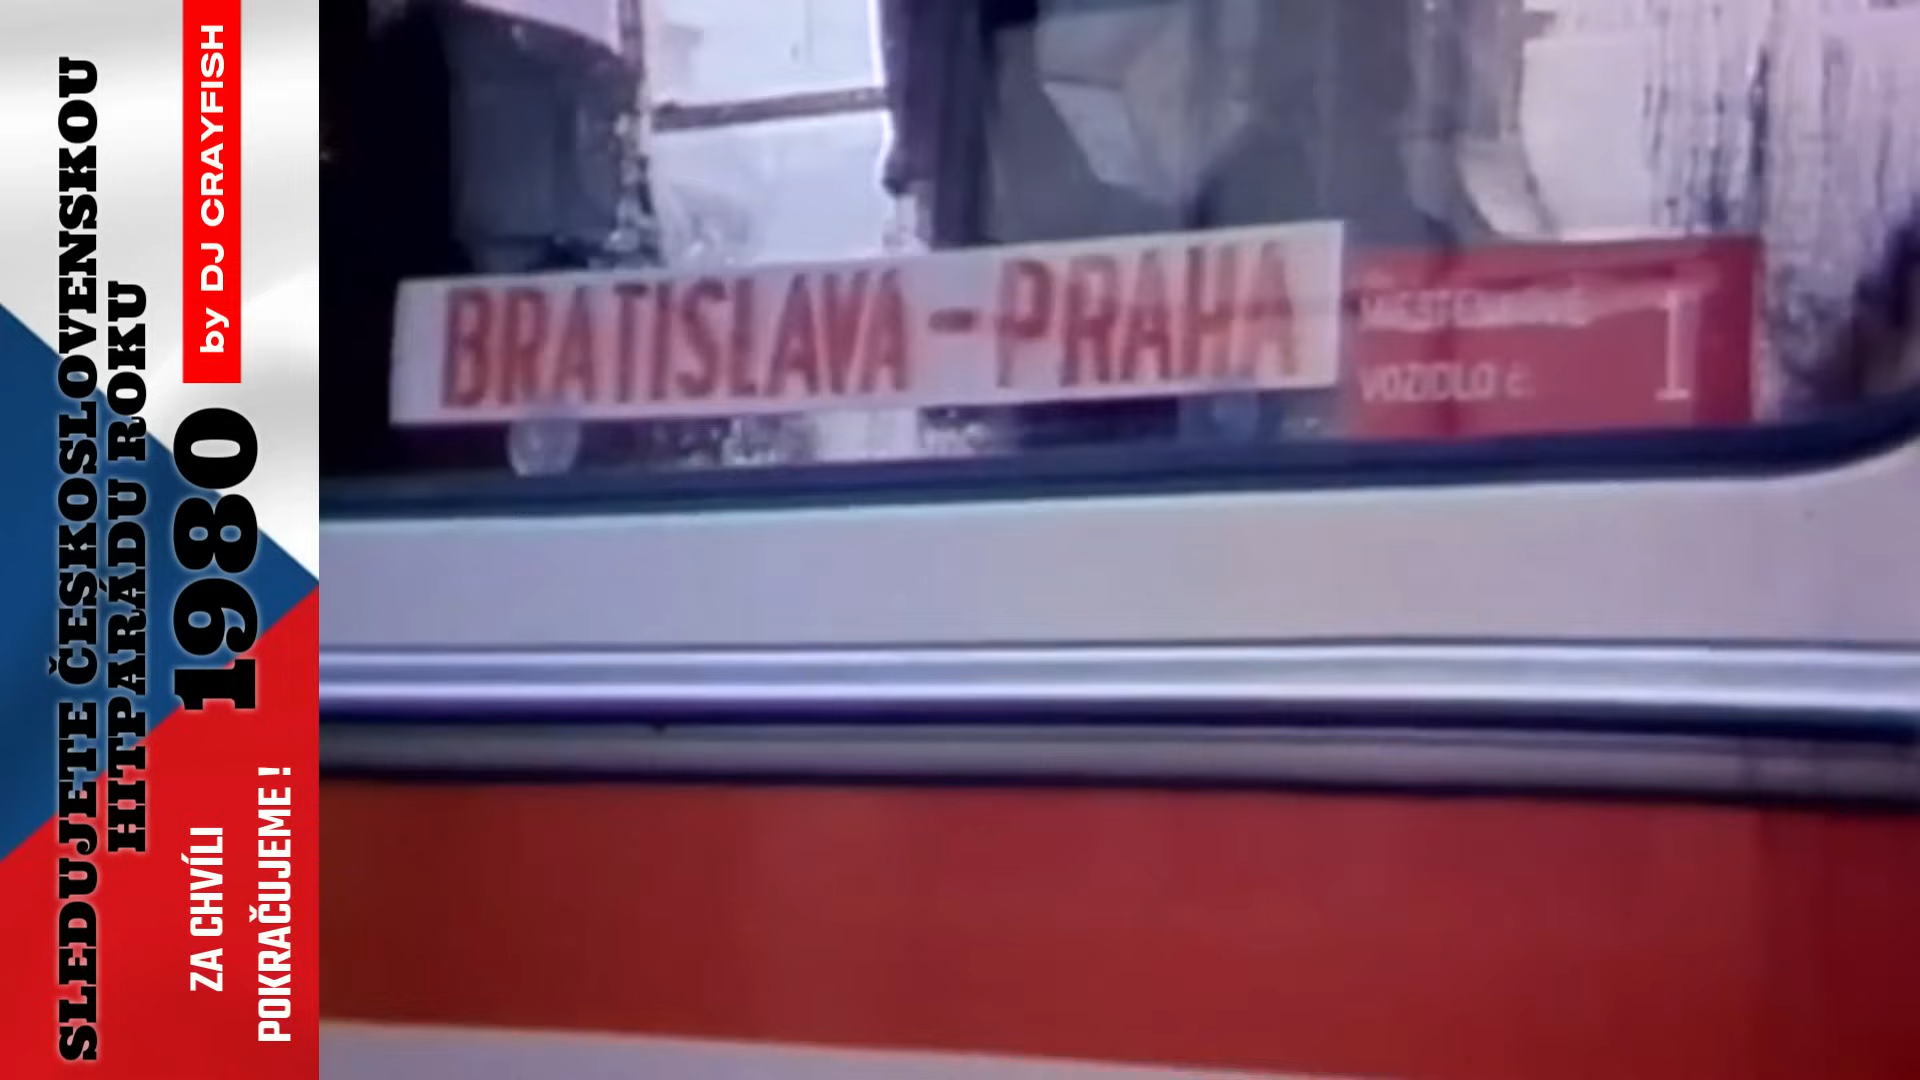 SLEDUJETE ČESKOSLOVENSKOU
HITPARÁDU ROKU
1980
by DJ CRAYFISH
ZA CHVÍLI
POKRAČUJEME!
BRATISLAVA-PRAHA
VOZIDLO č.
1